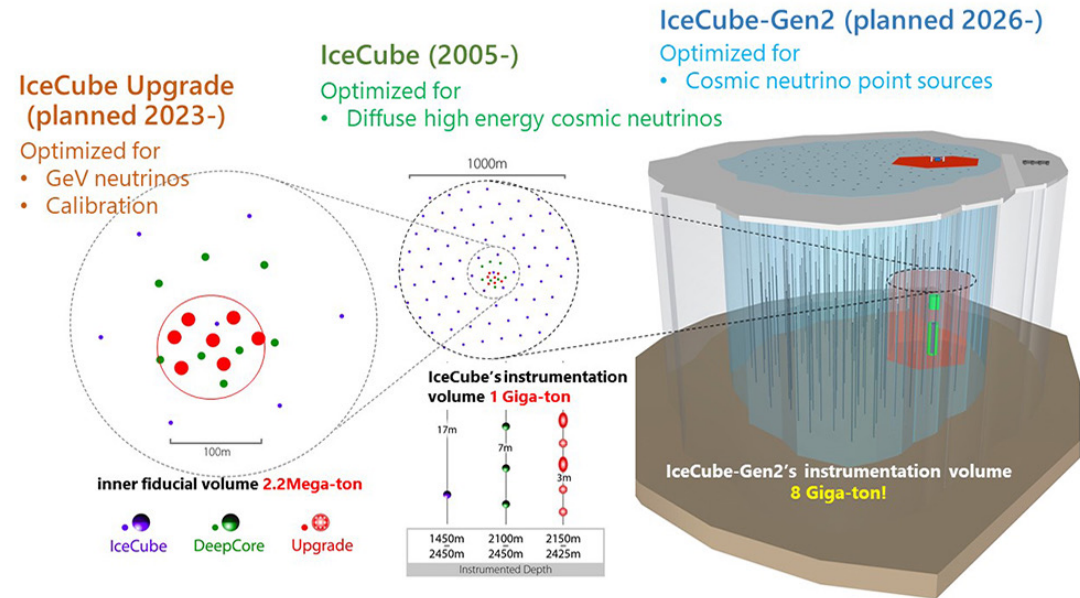 IceCube Upgrade
(planned 2023-)
Optimized for
• GeV neutrinos
• Calibration
100m
inner fiducial volume 2.2Mega-ton
IceCube
DeepCore
Upgrade
IceCube (2005-)
Optimized for
• Diffuse high energy cosmic neutrinos
1000m
IceCube's instrumentation
volume 1 Giga-ton
17m
7m
3m
1450m
2450m
2100m
2450m
2150m
2425m
Instrumented Depth
IceCube-Gen2 (planned 2026-)
Optimized for
• Cosmic neutrino point sources
IceCube-Gen2's instrumentation volume
8 Giga-ton!